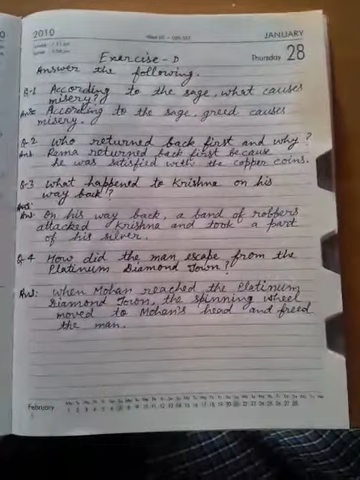 2010
JANUARY
Thursday 28
Exercise-D
Answer the following.
Q-1 According to the sage, what causes
misery?
Ans According to the sage, greed causes
misery.
Q-2 Who returned back first and why?
Ans Rema returned back first because
he was satisfied with the copper coins.
Q-3 what happened to Krishna on his
way back?
Ans:
Ans: On his way back, a band of robbers
attacked Krishna and took a part
of his silver.
Q-4 How did the man escape from the
Platinum Diamond Town?
Ans: When Mohan reached the Platinum
Diamond Town, the spinning wheel
moved to Mohan's head and freed
the man.
February